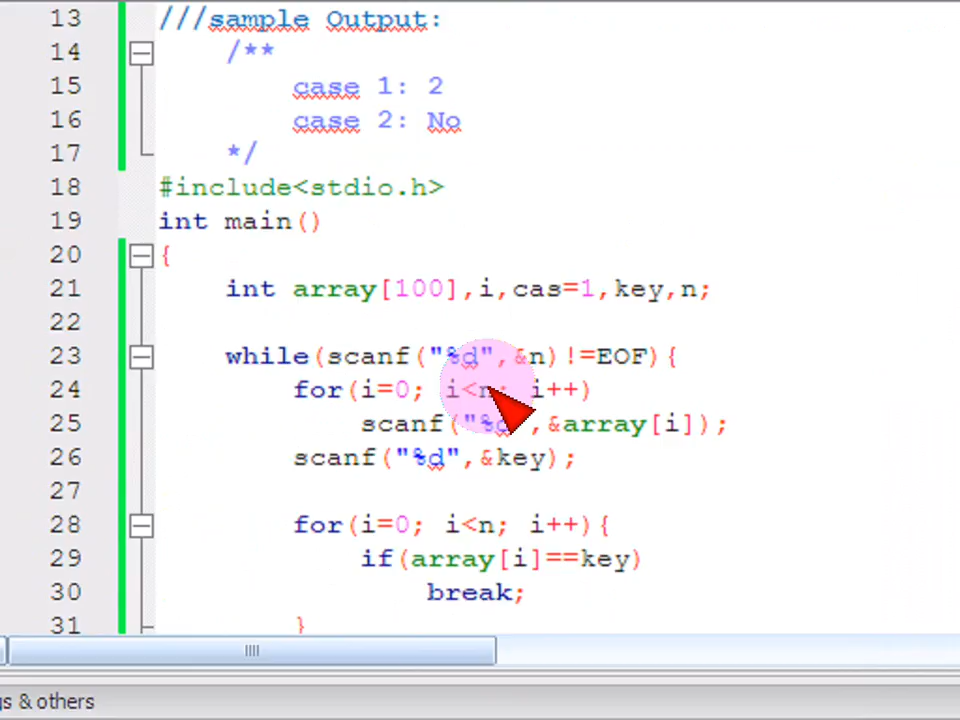 13 ///sample Output:
14 /**
15 case 1: 2
16 case 2: No
17 */
18 #include<stdio.h>
19 int main()
20 {
21 int array[100],i,cas=1,key,n;
22
23 while(scanf("%d",&n)!=EOF){
24 for(i=0; i<n; i++)
25 scanf("%d",&array[i]);
26 scanf("%d",&key);
27
28 for(i=0; i<n; i++){
29 if(array[i]==key)
30 break;
31 }
& others